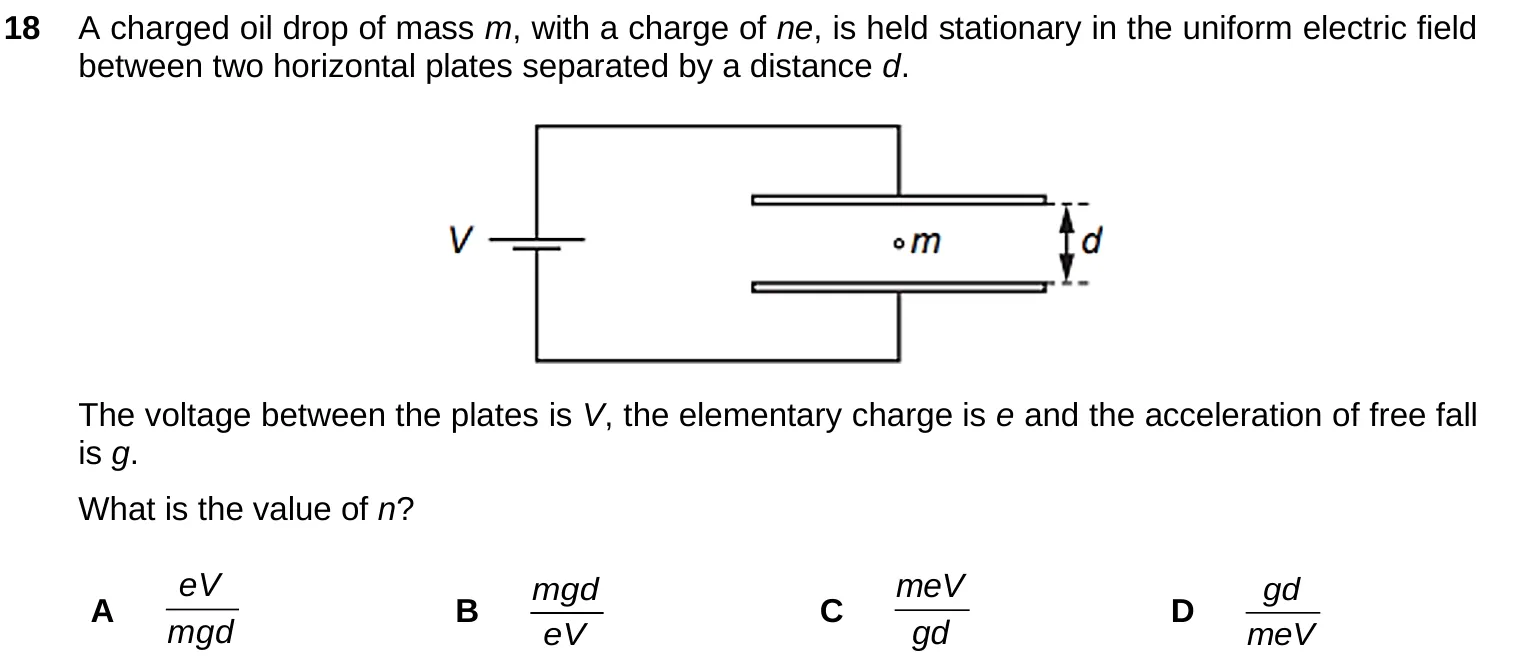 18 A charged oil drop of mass m, with a charge of ne, is held stationary in the uniform electric field
between two horizontal plates separated by a distance d.
V
m
d
The voltage between the plates is V, the elementary charge is e and the acceleration of free fall
is g.
What is the value of n?
A eV/mgd B mgd/eV C meV/gd D gd/meV